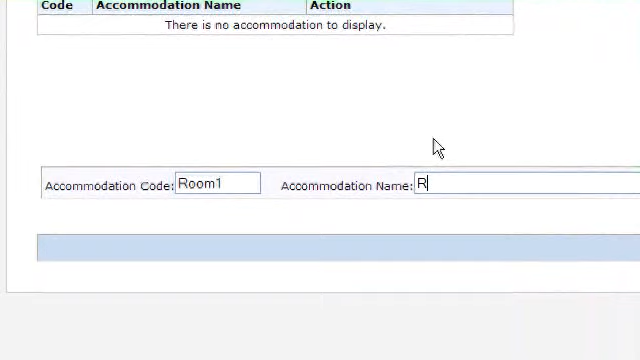 Code Accommodation Name Action
There is no accommodation to display.
Accommodation Code: Room1 Accommodation Name: R